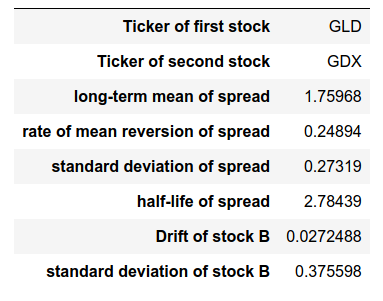 Ticker of first stock GLD
Ticker of second stock GDX
long-term mean of spread 1.75968
rate of mean reversion of spread 0.24894
standard deviation of spread 0.27319
half-life of spread 2.78439
Drift of stock B 0.0272488
standard deviation of stock B 0.375598